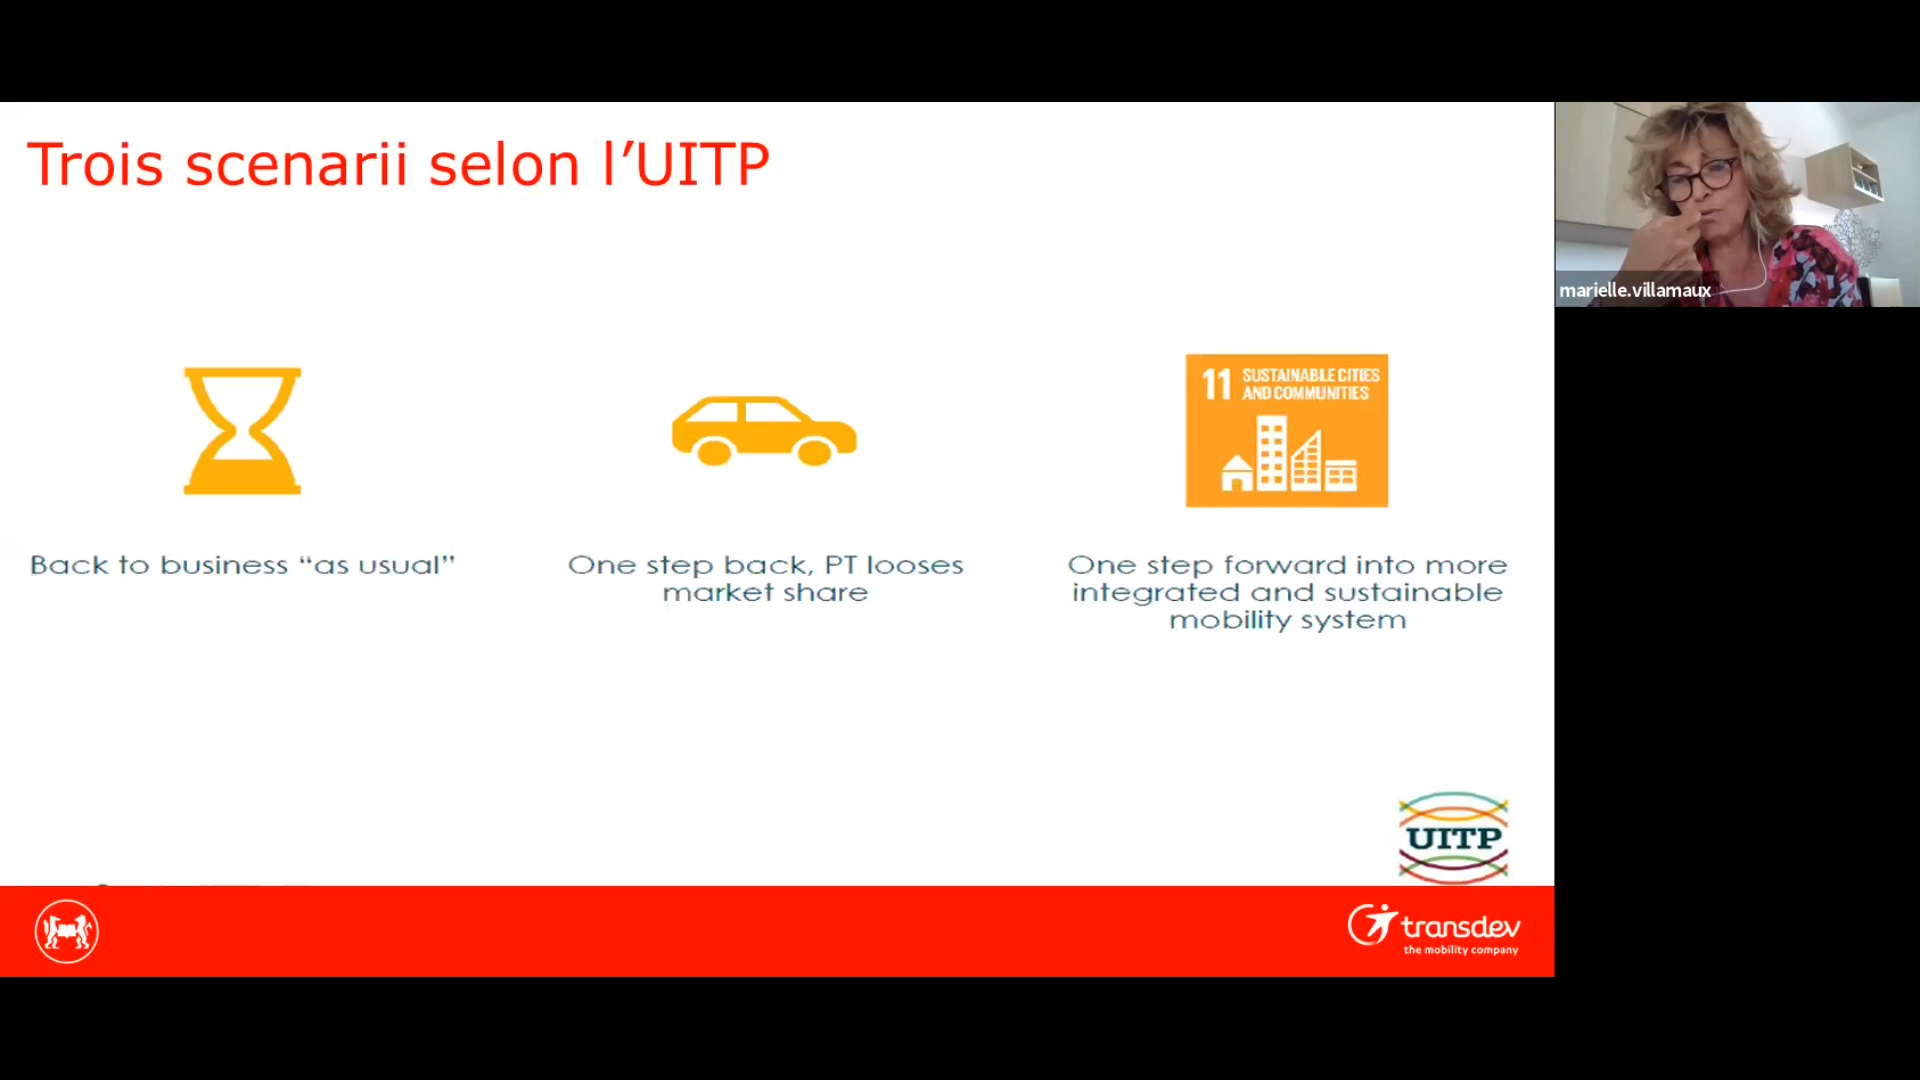 Trois scenarii selon l’UITP
marielle.villamaux
11 SUSTAINABLE CITIES
AND COMMUNITIES
Back to business “as usual”
One step back, PT looses
market share
One step forward into more
integrated and sustainable
mobility system
UITP
transdev
the mobility company